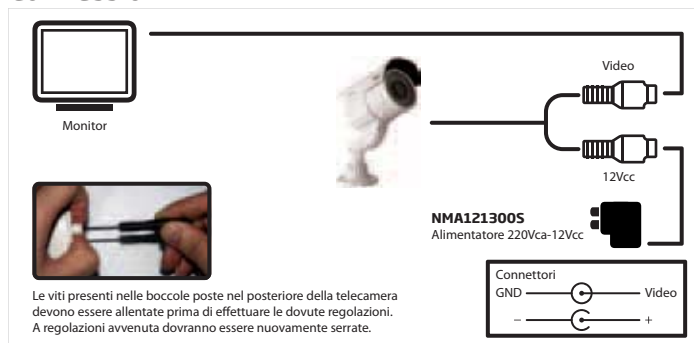 Video
Monitor
12Vcc
NMA121300S
Alimentatore 220Vca-12Vcc
Le viti presenti nelle boccole poste nel posteriore della telecamera
devono essere allentate prima di effettuare le dovute regolazioni.
A regolazioni avvenuta dovranno essere nuovamente serrate.
Connettori
GND Video
– +